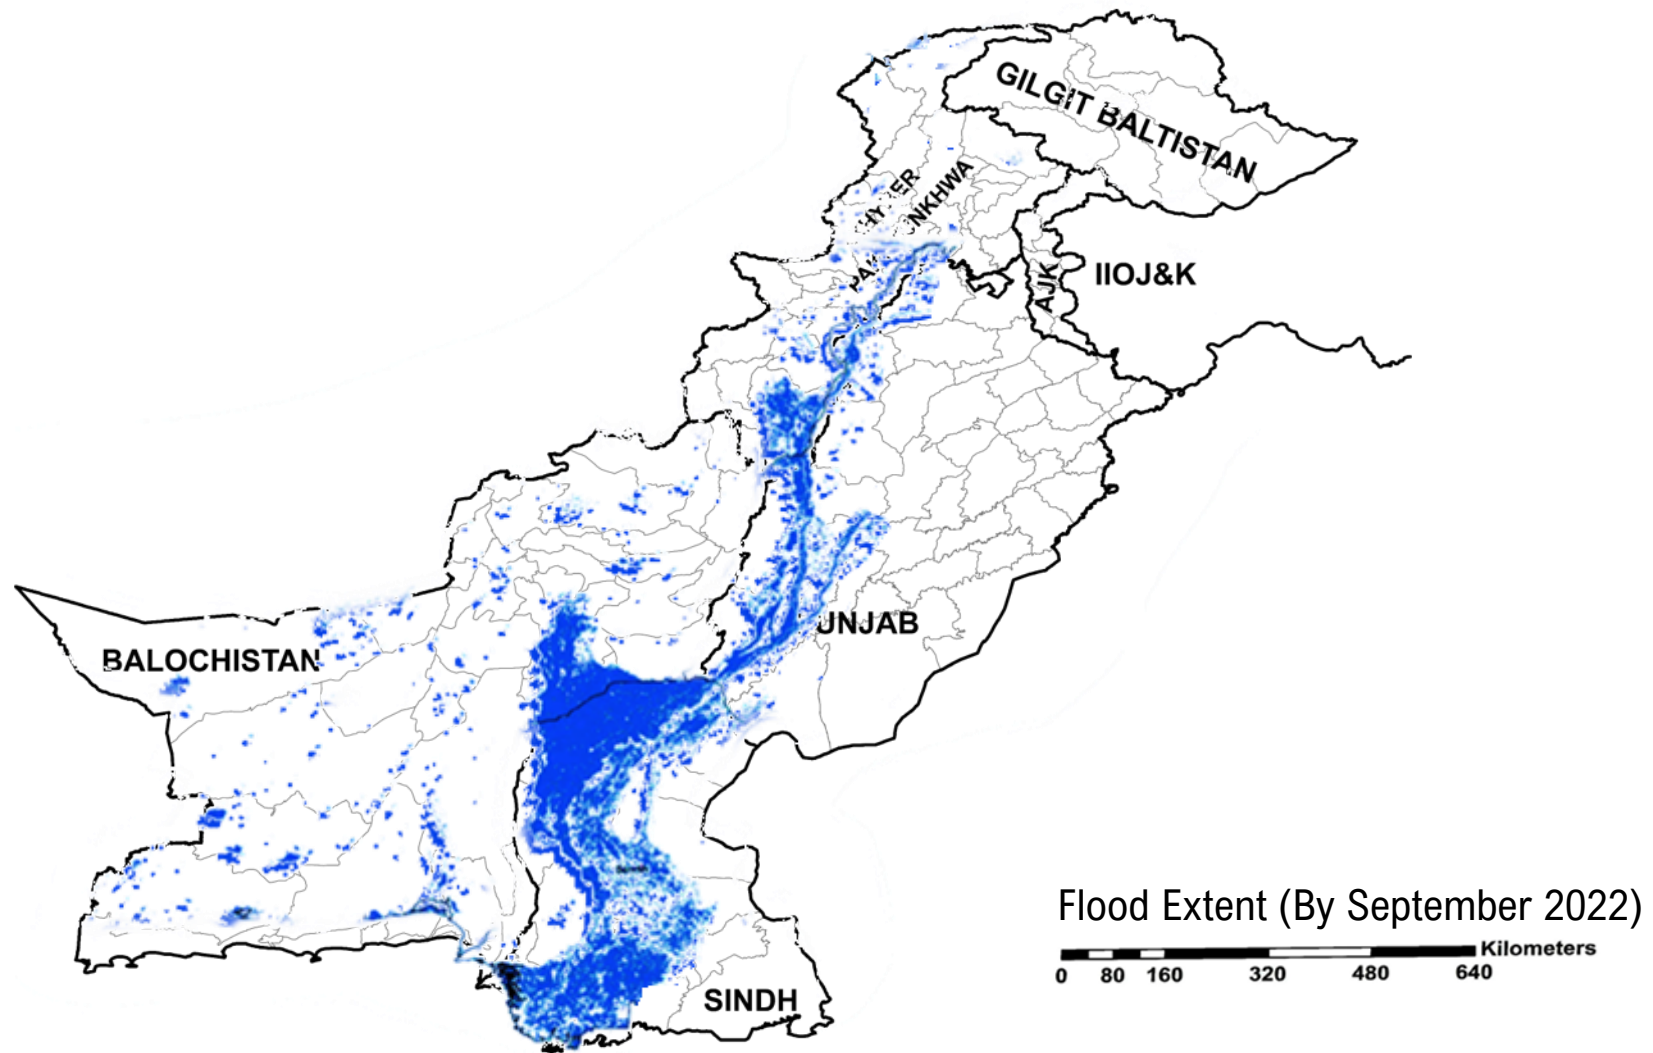 GILGIT BALTISTAN
NKHWA
IIOJ&K
AJK
UNJAB
BALOCHISTAN
SINDH
Flood Extent (By September 2022)
Kilometers
0 80 160 320 480 640